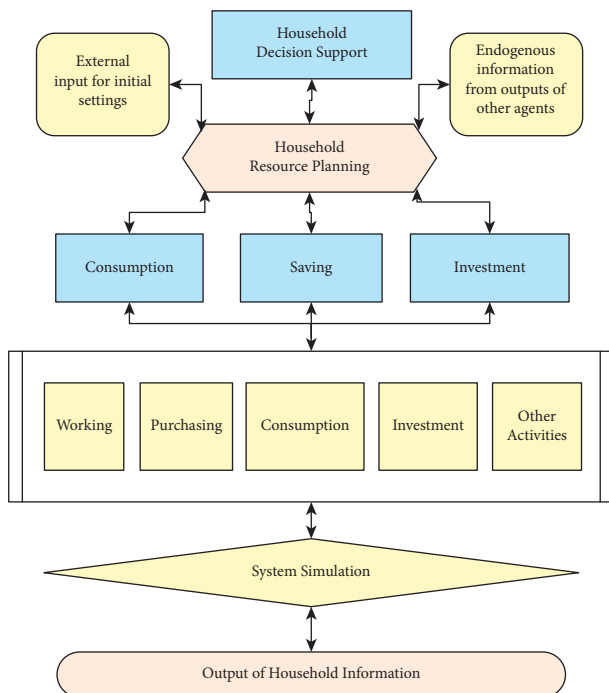 External
input for initial
settings
Household
Decision Support
Endogenous
information
from outputs of
other agents
Household
Resource Planning
Consumption
Saving
Investment
Working
Purchasing
Consumption
Investment
Other
Activities
System Simulation
Output of Household Information